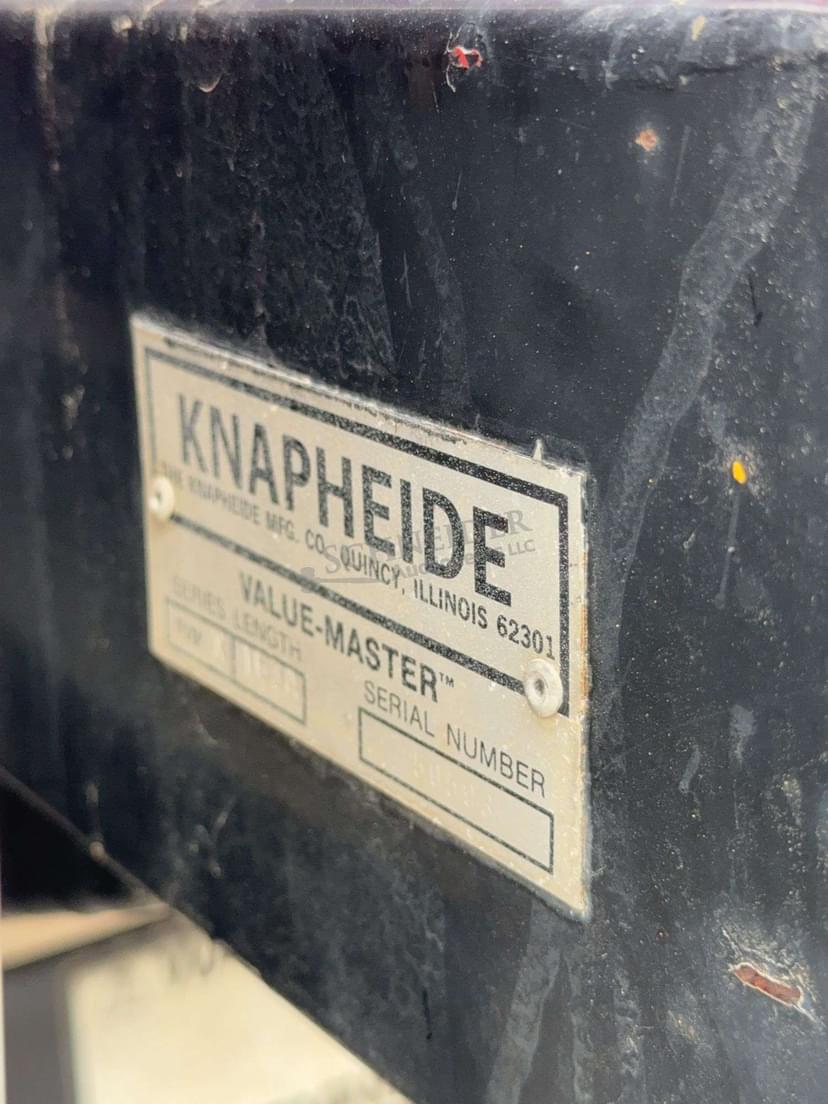 KNAPHEIDE
THE KNAPHEIDE MFG. CO. QUINCY, ILLINOIS 62301
VALUE-MASTER™
SERIES LENGTH
SERIAL NUMBER